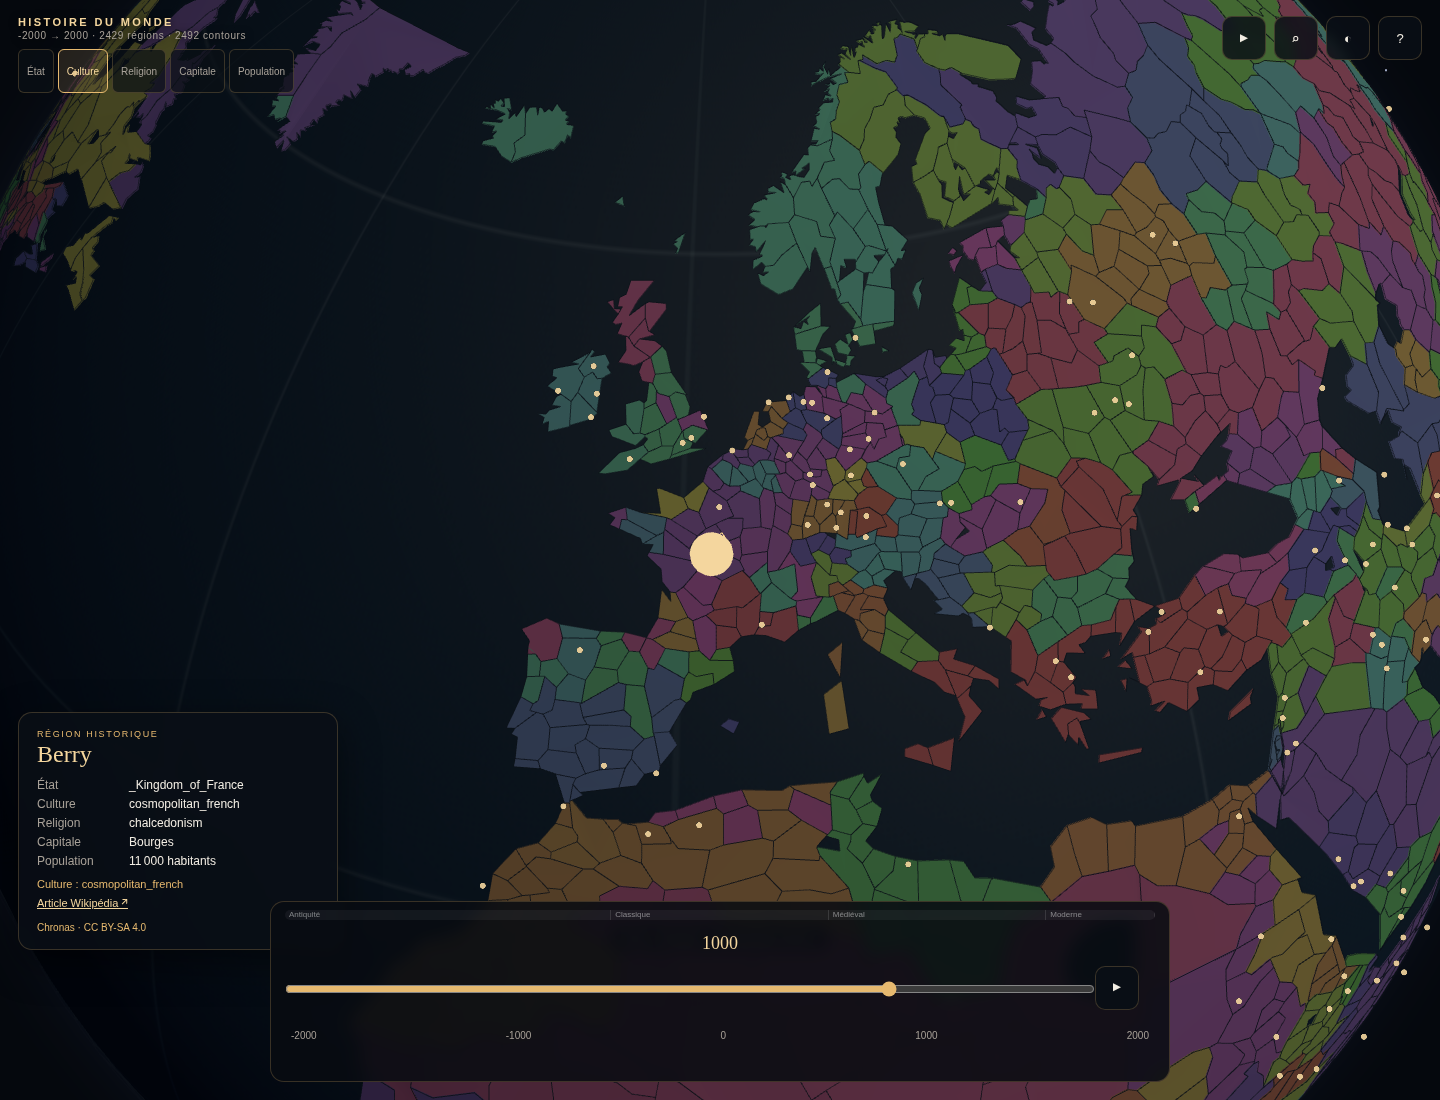 HISTOIRE DU MONDE
-2000 → 2000 · 2429 régions · 2492 contours
État Culture Religion Capitale Population
?
RÉGION HISTORIQUE
Berry
État _Kingdom_of_France
Culture cosmopolitan_french
Religion chalcedonism
Capitale Bourges
Population 11 000 habitants
Culture : cosmopolitan_french
Article Wikipédia ↗
Chronas · CC BY-SA 4.0
Antiquité Classique Médiéval Moderne
1000
-2000 -1000 0 1000 2000